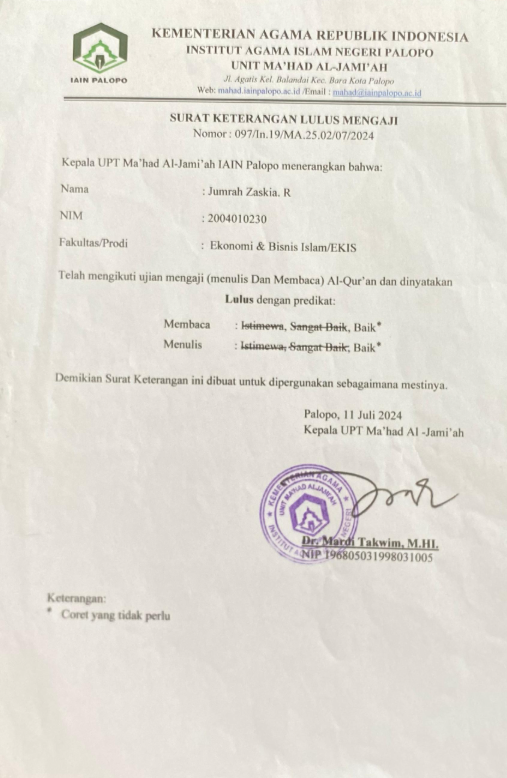 KEMENTERIAN AGAMA REPUBLIK INDONESIA
INSTITUT AGAMA ISLAM NEGERI PALOPO
UNIT MA'HAD AL-JAMI'AH
Jl. Agatis Kel. Balandai Kec. Bara Kota Palopo
Web: mahad.iainpalopo.ac.id /Email : mahad@iainpalopo.ac.id
IAIN PALOPO
SURAT KETERANGAN LULUS MENGAJI
Nomor : 097/In.19/MA.25.02/07/2024
Kepala UPT Ma'had Al-Jami'ah IAIN Palopo menerangkan bahwa:
Nama : Jumrah Zaskia. R
NIM : 2004010230
Fakultas/Prodi : Ekonomi & Bisnis Islam/EKIS
Telah mengikuti ujian mengaji (menulis Dan Membaca) Al-Qur'an dan dinyatakan
Lulus dengan predikat:
Membaca : Istimewa, Sangat Baik, Baik*
Menulis : Istimewa, Sangat Baik, Baik*
Demikian Surat Keterangan ini dibuat untuk dipergunakan sebagaimana mestinya.
Palopo, 11 Juli 2024
Kepala UPT Ma'had Al -Jami'ah
KEMENTERIAN AGAMA
UNIT MA'HAD AL-JAMI'AH
Dr. Mardi Takwim, M.HI.
NIP 196805031998031005
Keterangan:
* Coret yang tidak perlu